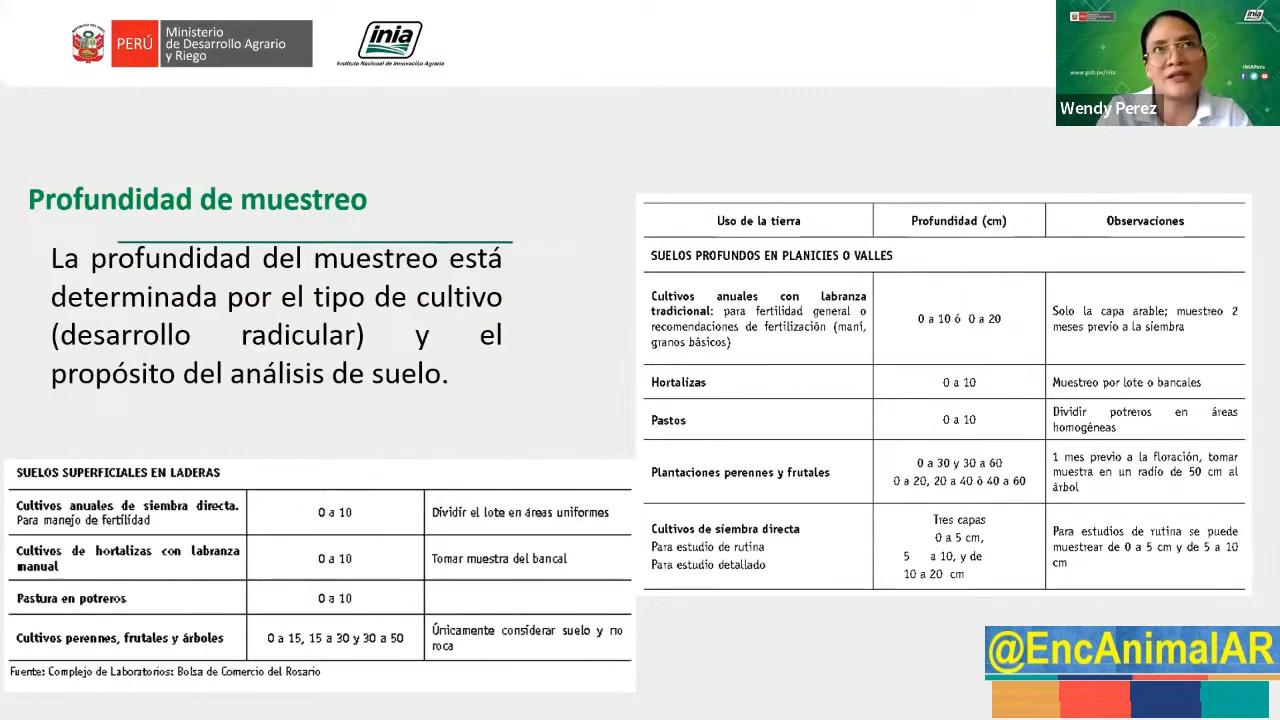 PERÚ
Ministerio
de Desarrollo Agrario
y Riego
inia
Instituto Nacional de Innovación Agraria
www.gob.pe/inia
inia
INIAPeru
Wendy Perez
Profundidad de muestreo
La profundidad del muestreo está
determinada por el tipo de cultivo
(desarrollo radicular) y el
propósito del análisis de suelo.
Uso de la tierra Profundidad (cm) Observaciones
SUELOS PROFUNDOS EN PLANICIES O VALLES
Cultivos anuales con labranza
tradicional: para fertilidad general o
recomendaciones de fertilización (maní,
granos básicos)
0 a 10 ó 0 a 20
Solo la capa arable; muestreo 2
meses previo a la siembra
Hortalizas 0 a 10 Muestreo por lote o bancales
Pastos 0 a 10
Dividir potreros en áreas
homogéneas
Plantaciones perennes y frutales
0 a 30 y 30 a 60
0 a 20, 20 a 40 ó 40 a 60
1 mes previo a la floración, tomar
muestra en un radio de 50 cm al
árbol
Cultivos de siembra directa
Para estudio de rutina
Para estudio detallado
Tres capas
0 a 5 cm,
5 a 10, y de
10 a 20 cm
Para estudios de rutina se puede
muestrear de 0 a 5 cm y de 5 a 10
cm
SUELOS SUPERFICIALES EN LADERAS
Cultivos anuales de siembra directa.
Para manejo de fertilidad
0 a 10
Dividir el lote en áreas uniformes
Cultivos de hortalizas con labranza
manual
0 a 10
Tomar muestra del bancal
Pastura en potreros 0 a 10
Cultivos perennes, frutales y árboles 0 a 15, 15 a 30 y 30 a 50
Únicamente considerar suelo y no
roca
Fuente: Complejo de Laboratorios: Bolsa de Comercio del Rosario
@EncAnimalAR